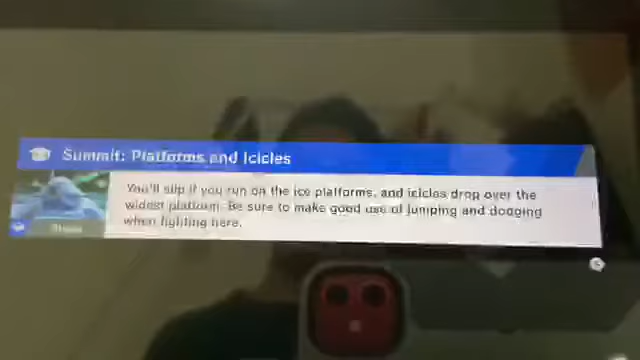 Summit: Platforms and Icicles
You'll slip if you run on the ice platforms, and icicles drop over the
widest platform. Be sure to make good use of jumping and dodging
when fighting here.